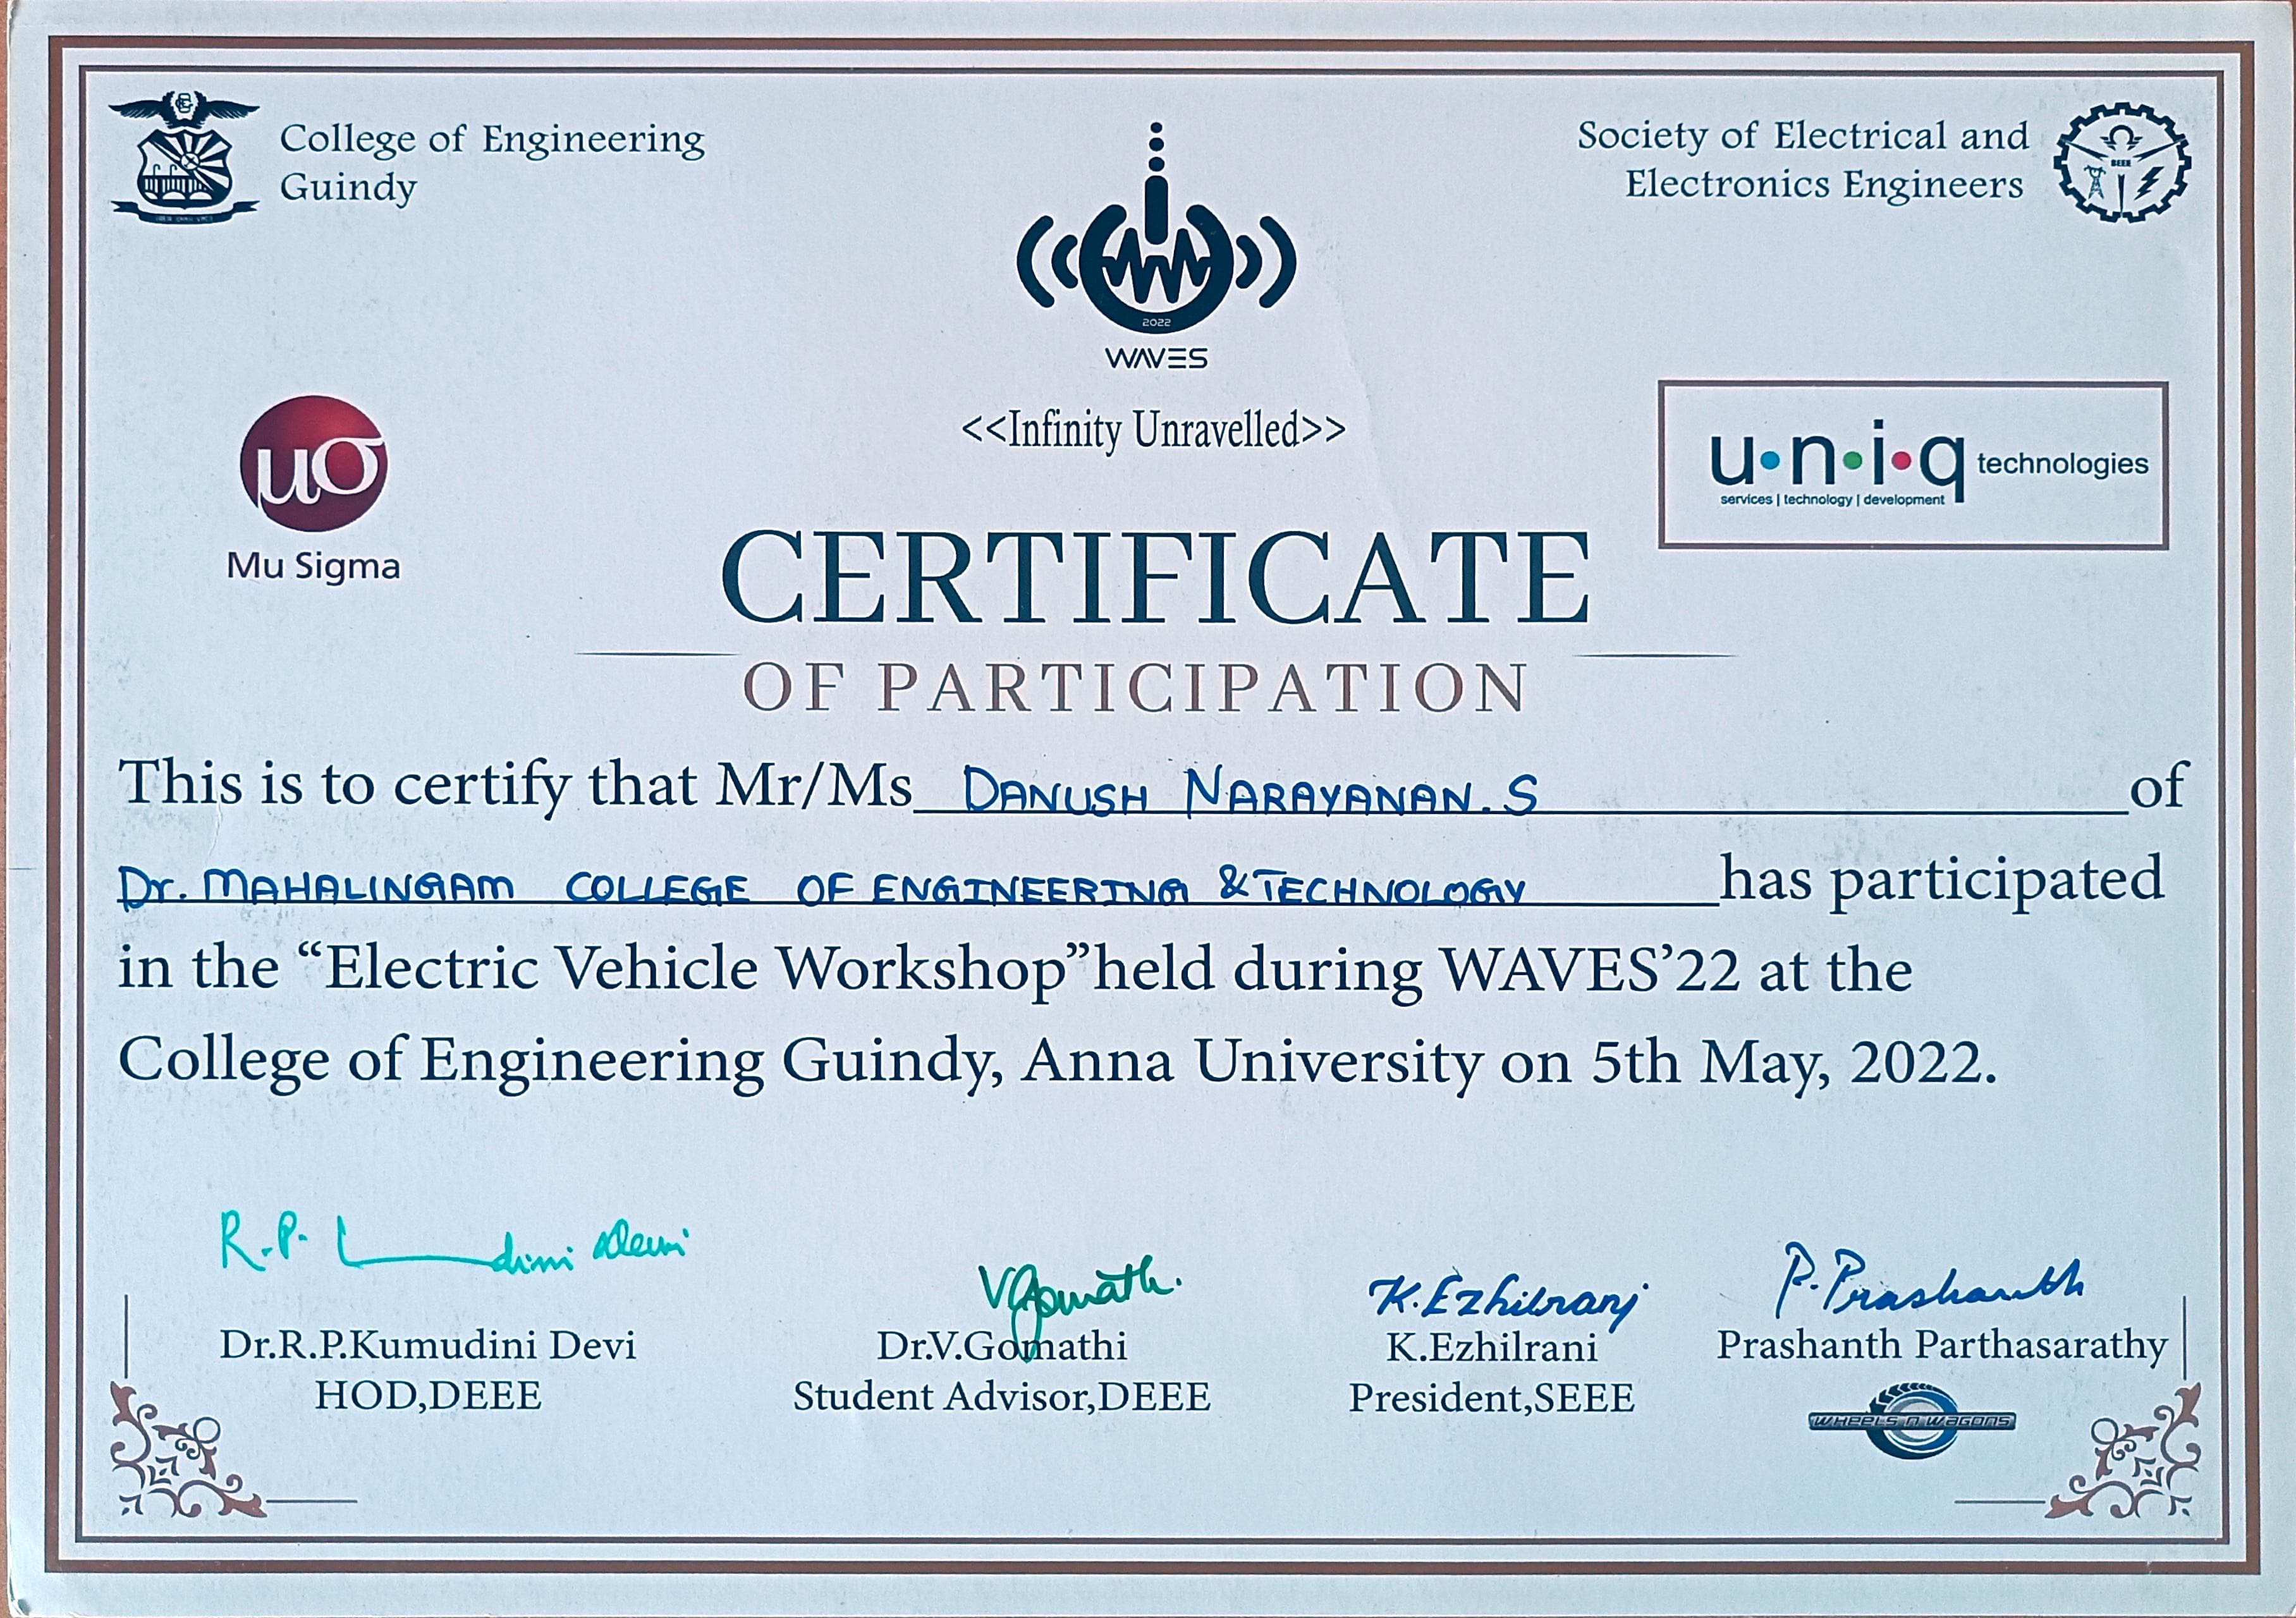 College of Engineering
Guindy
Society of Electrical and
Electronics Engineers
SEEE
2022
WAVES
<<Infinity Unravelled>>
μσ
Mu Sigma
u·n·i·q technologies
services | technology | development
CERTIFICATE
OF PARTICIPATION
This is to certify that Mr/Ms DANUSH NARAYANAN. S of
Dr. MAHALINGAM COLLEGE OF ENGINEERING & TECHNOLOGY has participated
in the “Electric Vehicle Workshop”held during WAVES’22 at the
College of Engineering Guindy, Anna University on 5th May, 2022.
R.P. dini Devi
VGomathi.
K.Ezhilrani
P.Prashanth
Dr.R.P.Kumudini Devi
Dr.V.Gomathi
K.Ezhilrani
Prashanth Parthasarathy
HOD,DEEE
Student Advisor,DEEE
President,SEEE
WHEELS N WAGONS